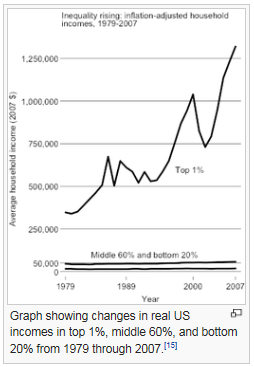 Inequality rising: inflation-adjusted household
incomes, 1979-2007
Average household income (2007 $)
1,250,000
1,000,000
750,000
500,000
250,000
50,000
0
Top 1%
Middle 60% and bottom 20%
1979
1989
2000
2007
Year
Graph showing changes in real US
incomes in top 1%, middle 60%, and bottom
20% from 1979 through 2007.[15]